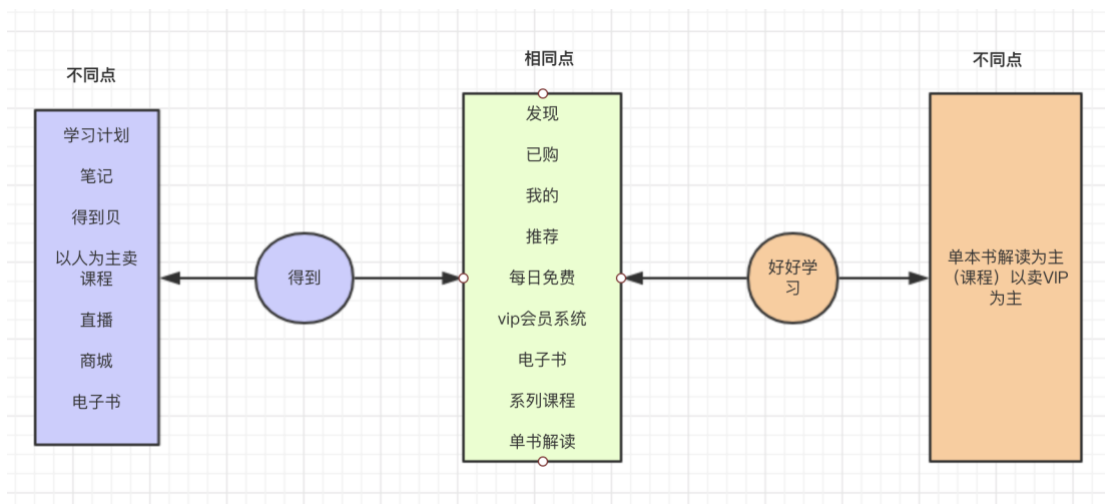 不同点
学习计划
笔记
得到贝
以人为主卖
课程
直播
商城
电子书
得到
相同点
发现
已购
我的
推荐
每日免费
vip会员系统
电子书
系列课程
单书解读
好好学
习
不同点
单本书解读为主
（课程）以卖VIP
为主